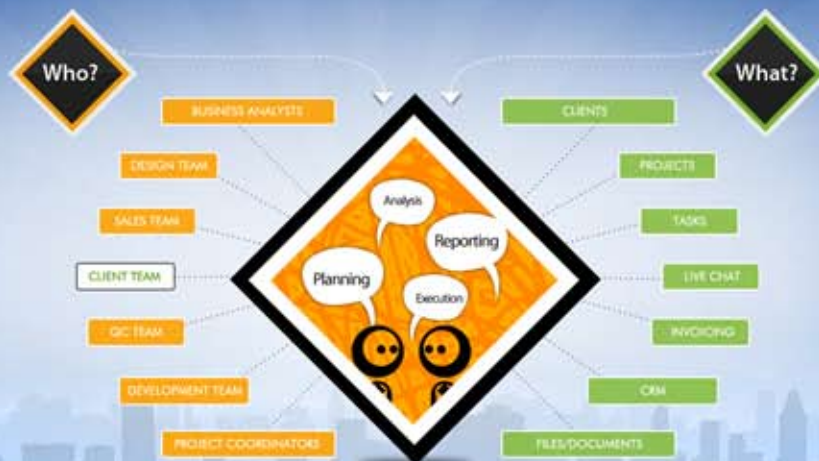 Who?
What?
BUSINESS ANALYSTS
CLIENTS
DESIGN TEAM
PROJECTS
SALES TEAM
TASKS
CLIENT TEAM
LIVE CHAT
QC TEAM
INVOICING
DEVELOPMENT TEAM
CRM
PROJECT COORDINATORS
FILES/DOCUMENTS
Analysis
Reporting
Planning
Execution